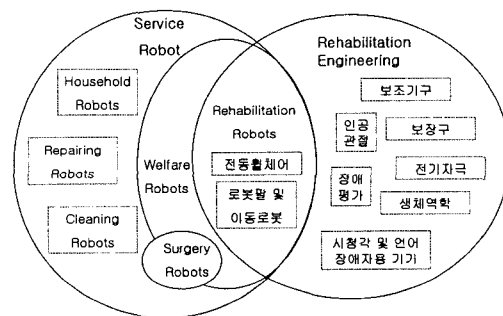 Service
Robot
Household
Robots
Repairing
Robots
Cleaning
Robots
Welfare
Robots
Surgery
Robots
Rehabilitation
Robots
전동휠체어
로봇팔 및
이동로봇
Rehabilitation
Engineering
보조기구
인공
관절
보장구
전기자극
장애
평가
생체역학
시청각 및 언어
장애자용 기기